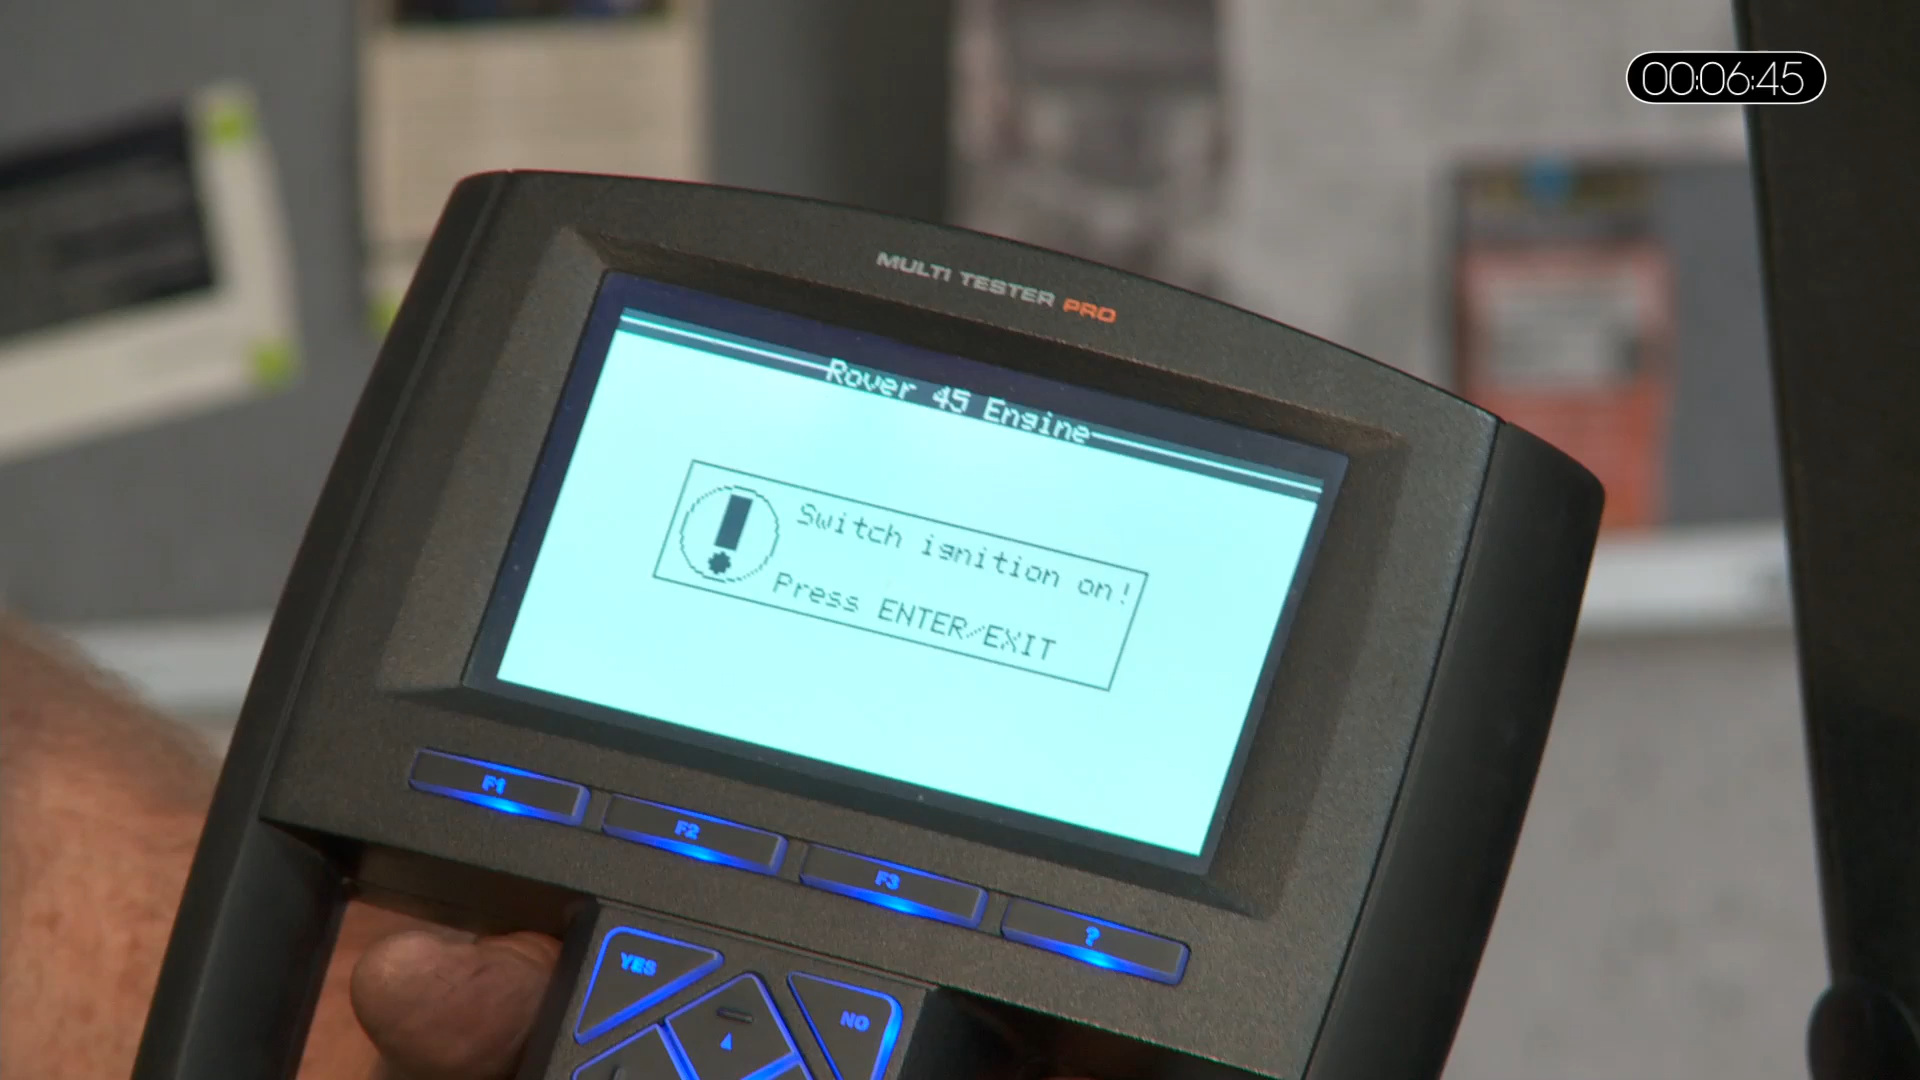 00:06:45
MULTI TESTER PRO
Rover 45 Engine
Switch ignition on!
Press ENTER/EXIT
F1
F2
F3
?
YES
NO